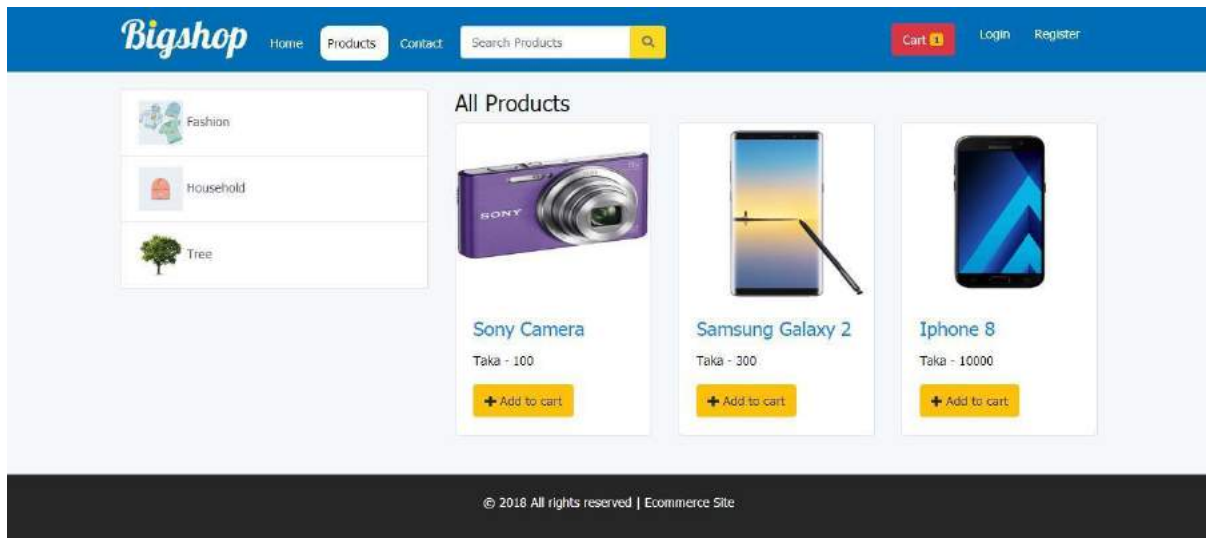 Bigshop Home Products Contact Search Products Cart 1 Login Register
Fashion
Household
Tree
All Products
SONY
Sony Camera
Taka - 100
Add to cart
Samsung Galaxy 2
Taka - 300
Add to cart
Iphone 8
Taka - 10000
Add to cart
© 2018 All rights reserved | Ecommerce Site